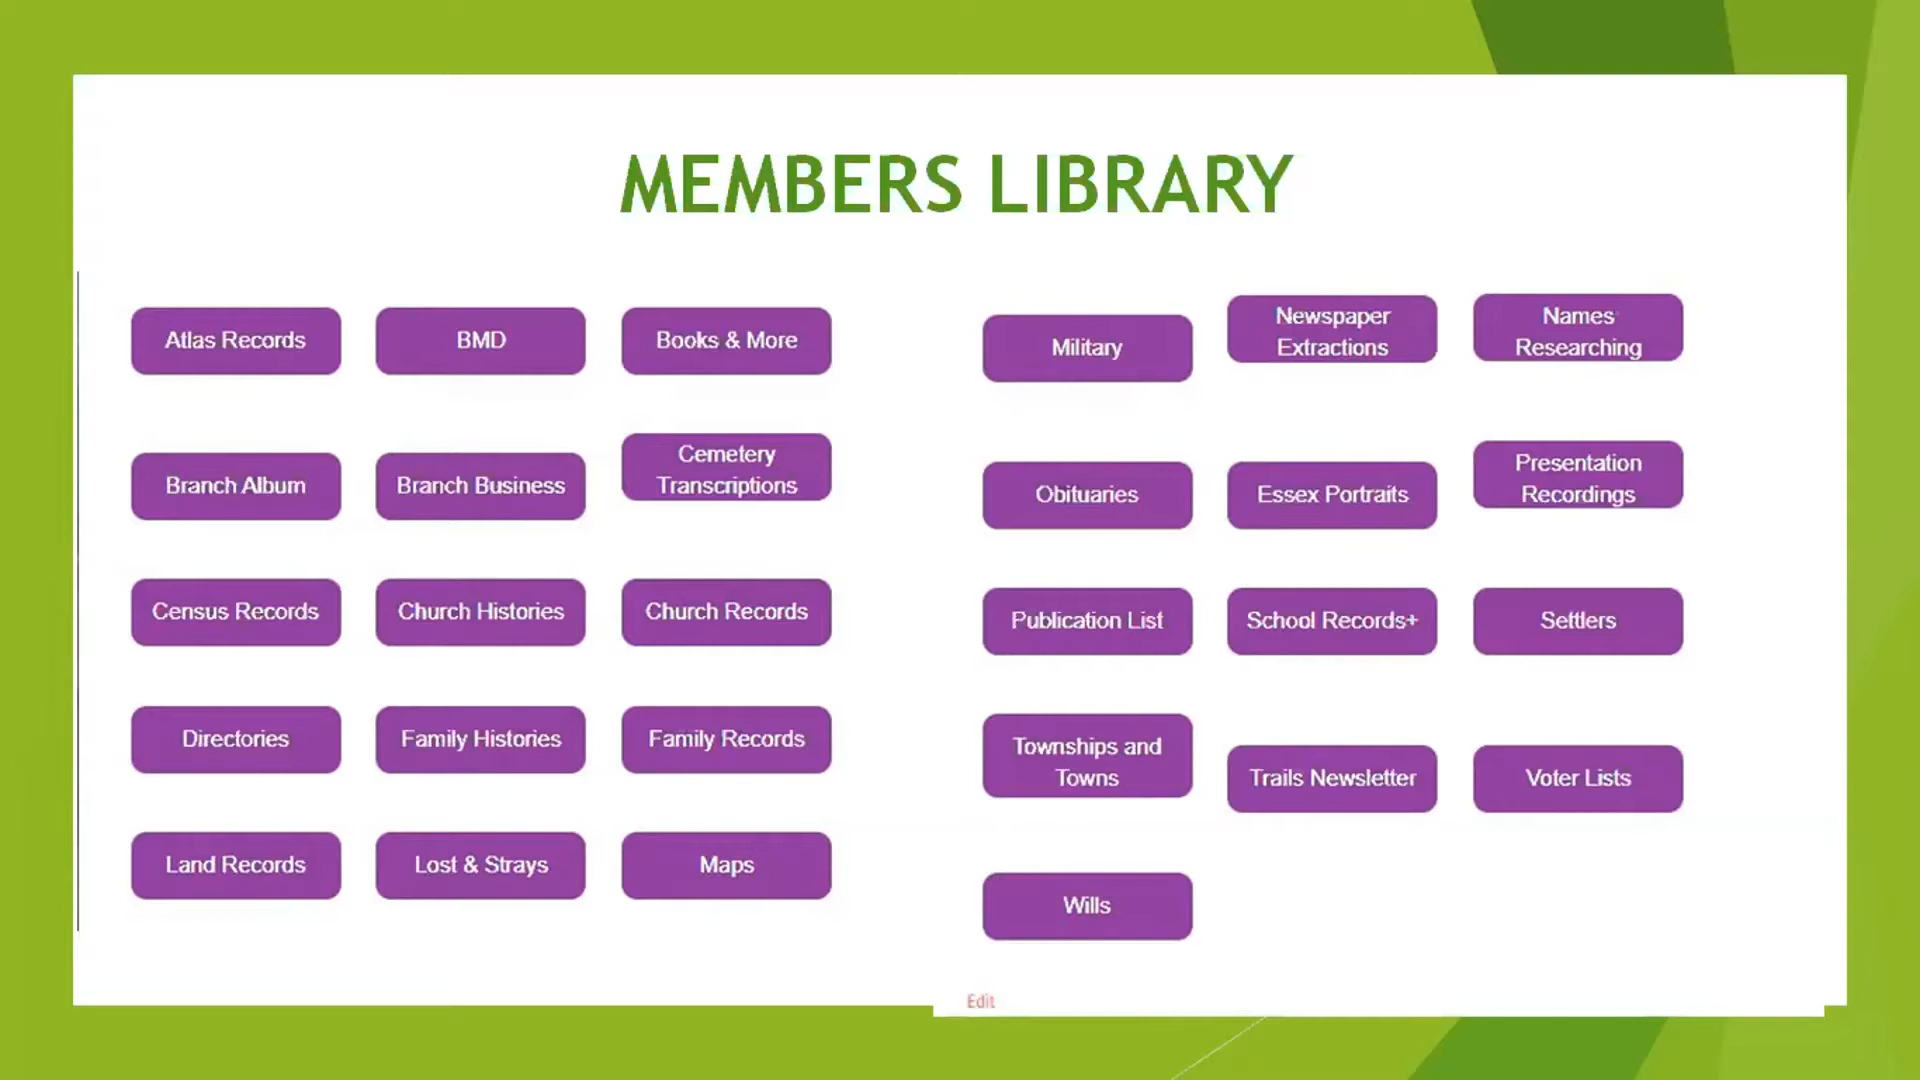 MEMBERS LIBRARY
Atlas Records
BMD
Books & More
Branch Album
Branch Business
Cemetery
Transcriptions
Census Records
Church Histories
Church Records
Directories
Family Histories
Family Records
Land Records
Lost & Strays
Maps
Military
Newspaper
Extractions
Names
Researching
Obituaries
Essex Portraits
Presentation
Recordings
Publication List
School Records+
Settlers
Townships and
Towns
Trails Newsletter
Voter Lists
Wills
Edit